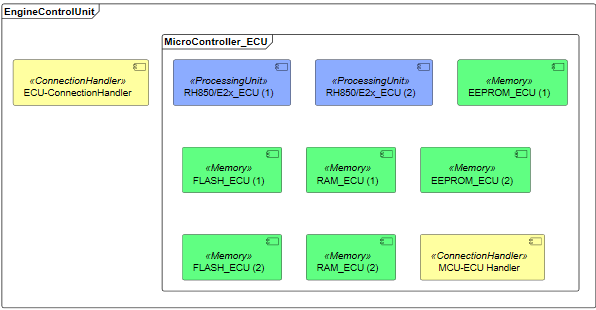 EngineControlUnit
MicroController_ECU
«ConnectionHandler»
ECU-ConnectionHandler
«ProcessingUnit»
RH850/E2x_ECU (1)
«ProcessingUnit»
RH850/E2x_ECU (2)
«Memory»
EEPROM_ECU (1)
«Memory»
FLASH_ECU (1)
«Memory»
RAM_ECU (1)
«Memory»
EEPROM_ECU (2)
«Memory»
FLASH_ECU (2)
«Memory»
RAM_ECU (2)
«ConnectionHandler»
MCU-ECU Handler